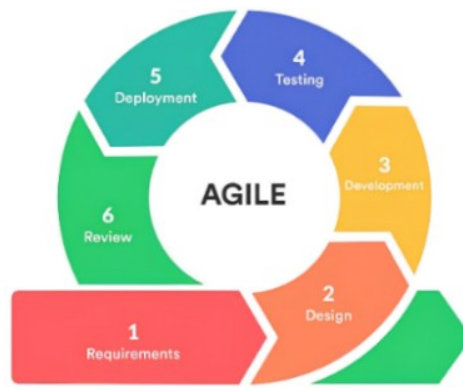 AGILE
1
Requirements
2
Design
3
Development
4
Testing
5
Deployment
6
Review